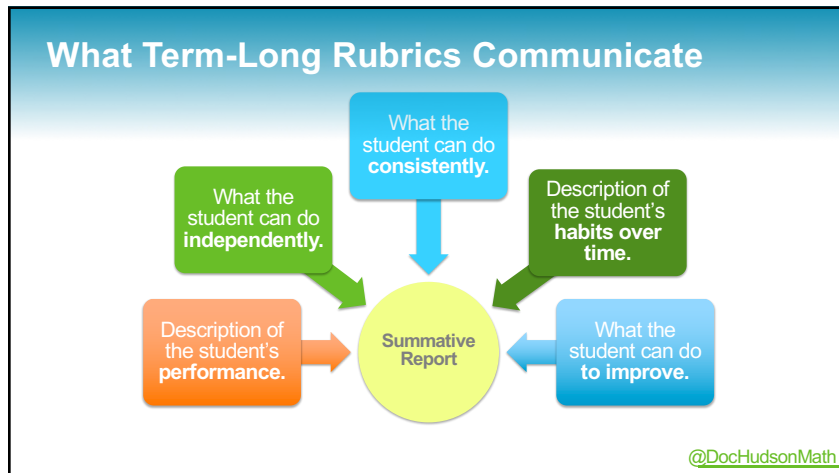 What Term-Long Rubrics Communicate
What the
student can do
consistently.
What the
student can do
independently.
Description of
the student's
habits over
time.
Description of
the student's
performance.
Summative
Report
What the
student can do
to improve.
@DocHudsonMath